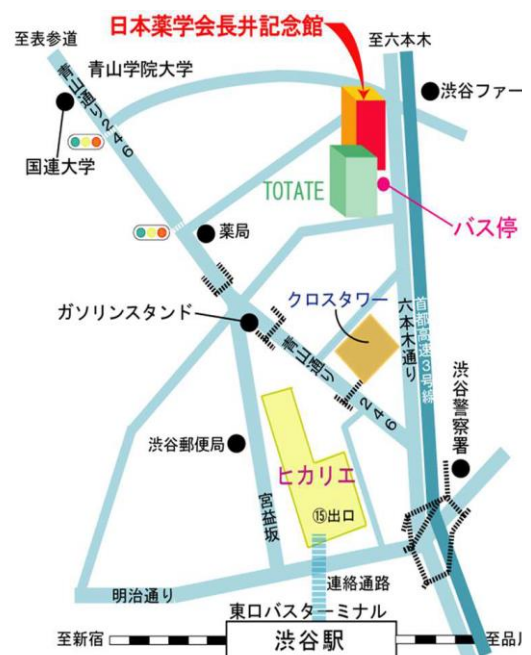 日本薬学会長井記念館
至表参道
至六本木
青山学院大学
青山通り246
渋谷ファー
国連大学
TOTATE
バス停
薬局
ガソリンスタンド
クロスタワー
六本木通り
首都高速3号線
青山通り
246
渋谷警察署
渋谷郵便局
ヒカリエ
宮益坂
⑮出口
明治通り
連絡通路
東口バスターミナル
至新宿
渋谷駅
至品川